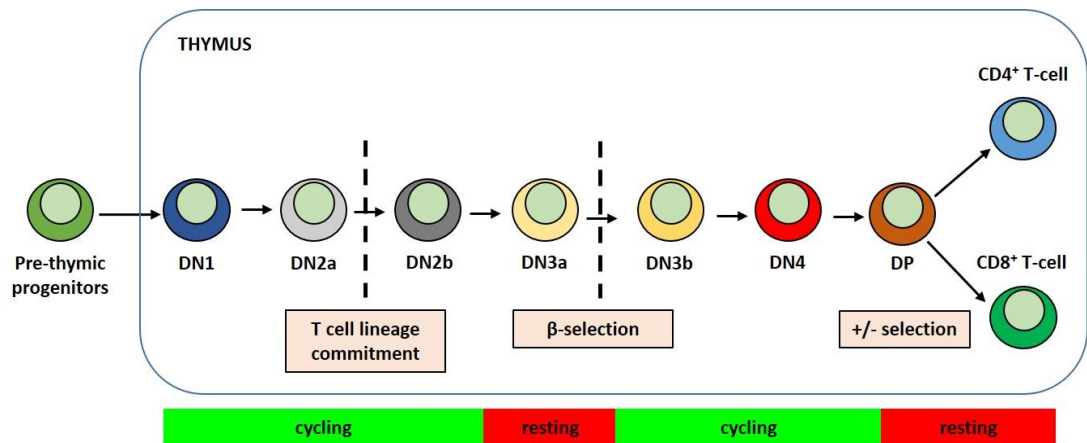 THYMUS
CD4⁺ T-cell
Pre-thymic
progenitors
DN1
DN2a
DN2b
DN3a
DN3b
DN4
DP
CD8⁺ T-cell
T cell lineage
commitment
β-selection
+/- selection
cycling
resting
cycling
resting